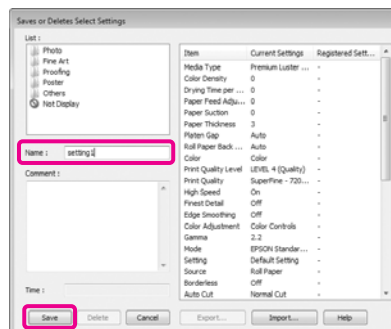 Saves or Deletes Select Settings
List :
Photo
Fine Art
Proofing
Poster
Others
Not Display
Name : setting1
Comment :
Time :
Item Current Settings Registered Sett...
Media Type Premium Luster ... -
Color Density 0 -
Drying Time per ... 0 -
Paper Feed Adju... 0 -
Paper Suction 0 -
Paper Thickness 3 -
Platen Gap Auto -
Roll Paper Back ... Auto -
Color Color -
Print Quality Level LEVEL 4 (Quality) -
Print Quality SuperFine - 720... -
High Speed On -
Finest Detail Off -
Edge Smoothing Off -
Color Adjustment Color Controls -
Gamma 2.2 -
Mode EPSON Standar... -
Setting Default Setting -
Source Roll Paper -
Borderless Off -
Auto Cut Normal Cut -
Save Delete Cancel Export... Import... Help